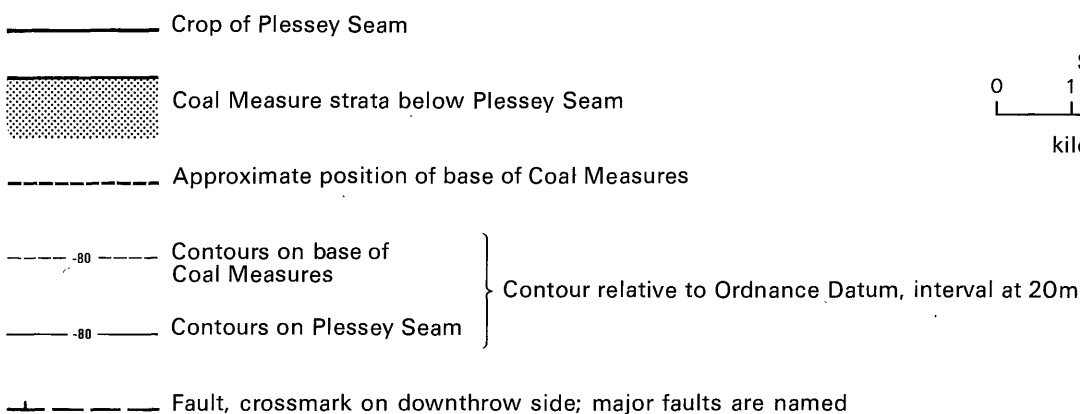 Crop of Plessey Seam
0 1
Coal Measure strata below Plessey Seam
Approximate position of base of Coal Measures
-80
Contours on base of
Coal Measures
Contour relative to Ordnance Datum, interval at 20m
-80
Contours on Plessey Seam
Fault, crossmark on downthrow side; major faults are named